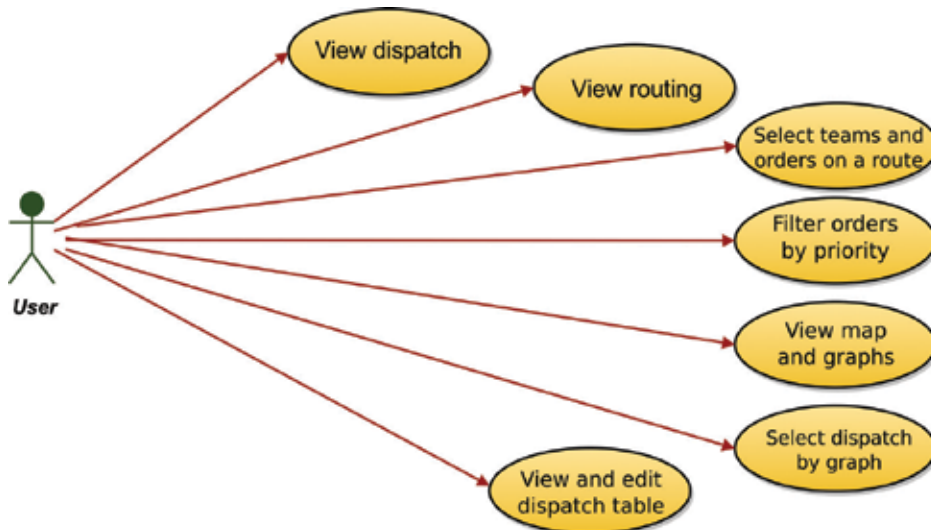 View dispatch
View routing
Select teams and
orders on a route
Filter orders
by priority
User
View map
and graphs
Select dispatch
by graph
View and edit
dispatch table